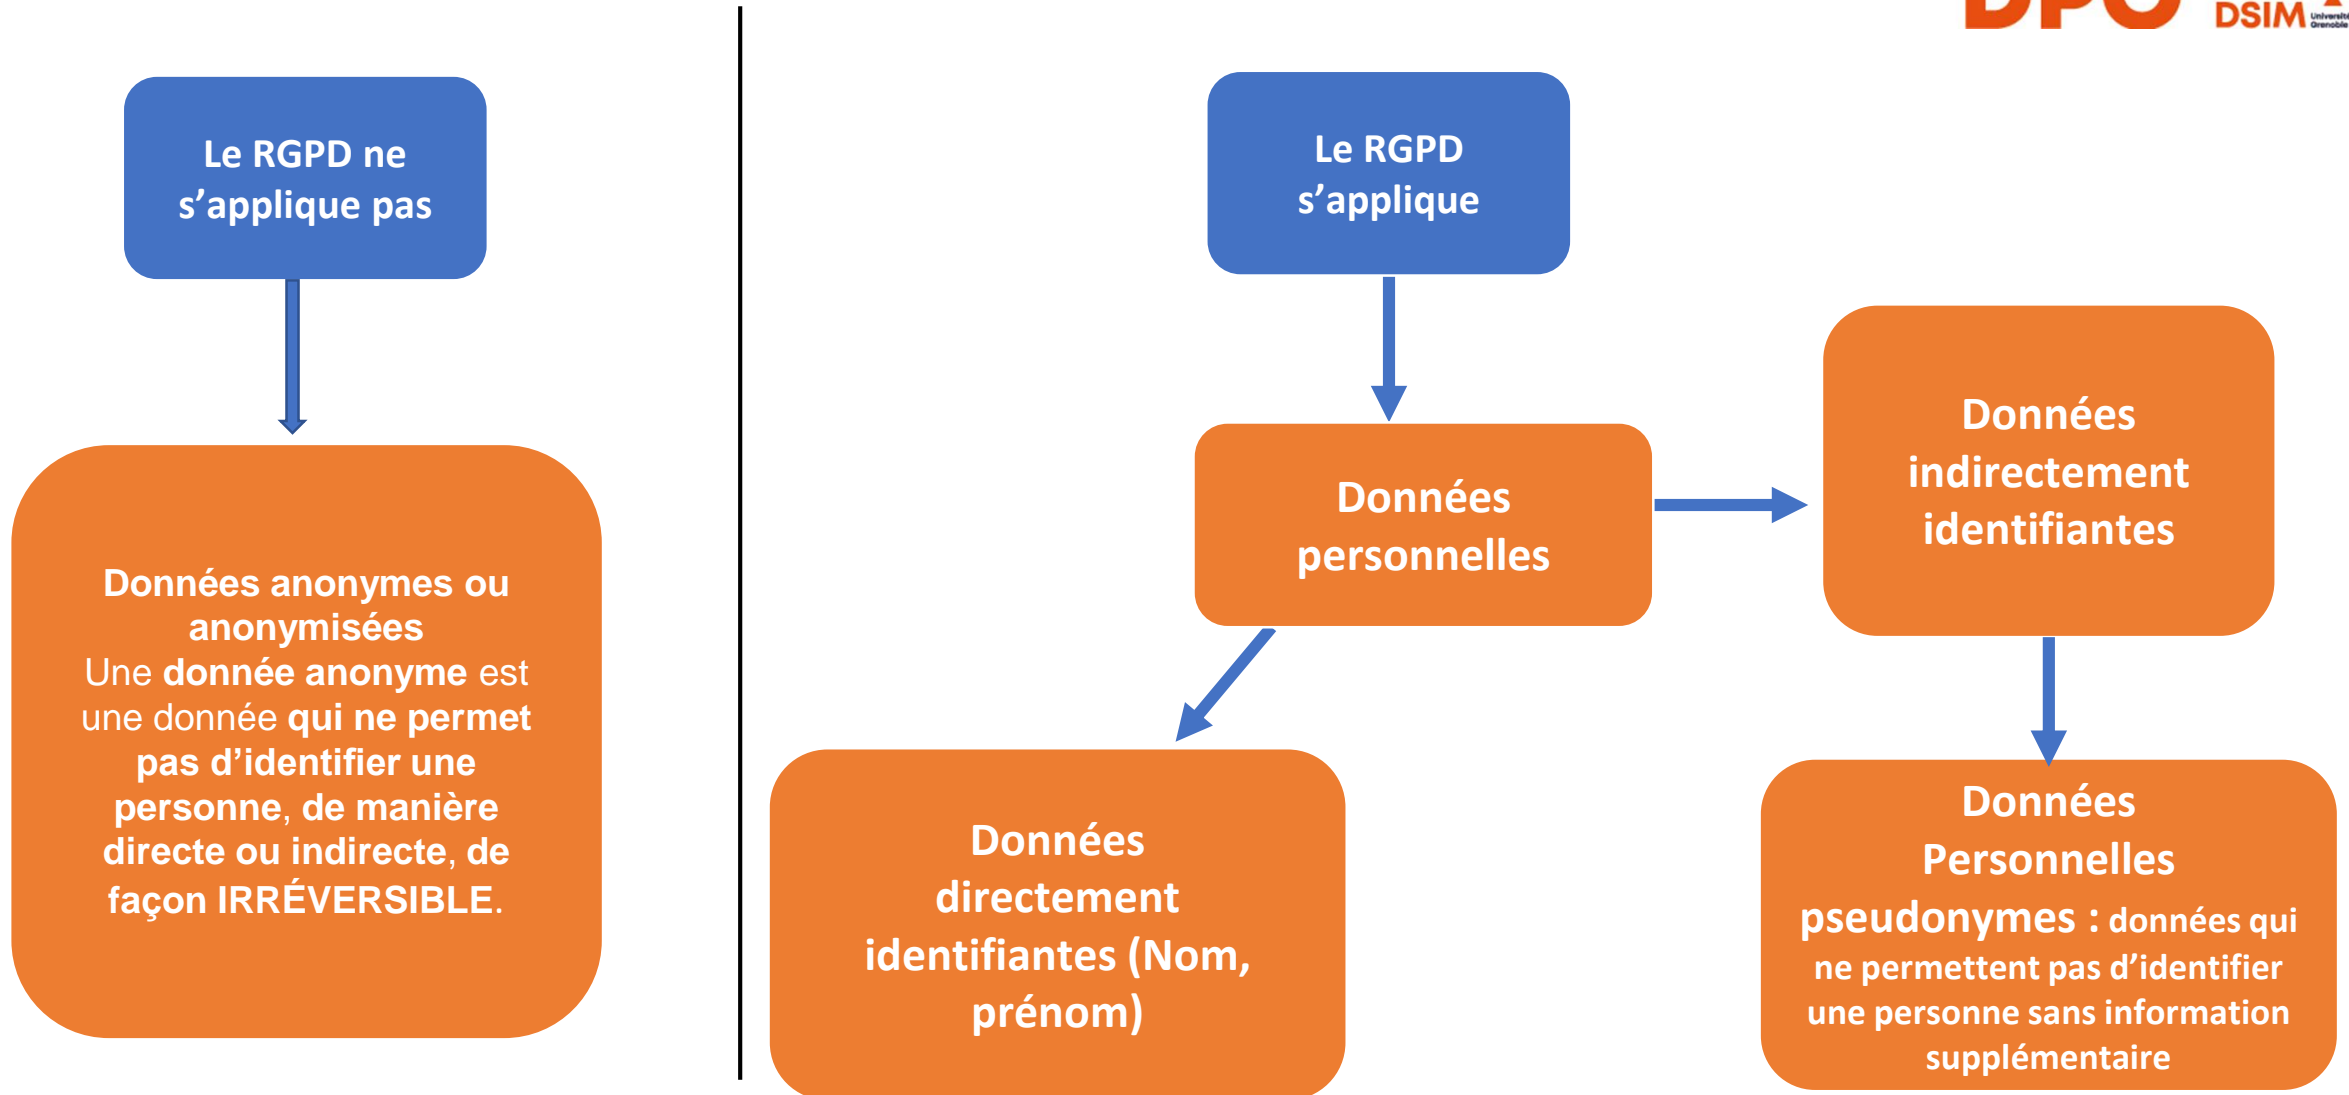 DPO
DSIM
Université
Grenoble
Le RGPD ne
s’applique pas
Données anonymes ou
anonymisées
Une donnée anonyme est
une donnée qui ne permet
pas d’identifier une
personne, de manière
directe ou indirecte, de
façon IRRÉVERSIBLE.
Le RGPD
s’applique
Données
personnelles
Données
indirectement
identifiantes
Données
directement
identifiantes (Nom,
prénom)
Données
Personnelles
pseudonymes : données qui
ne permettent pas d’identifier
une personne sans information
supplémentaire